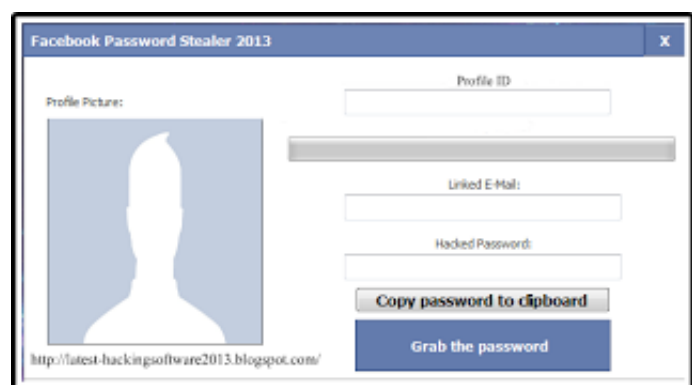 Facebook Password Stealer 2013 X
Profile ID
Profile Picture:
Linked E-Mail:
Hacked Password:
Copy password to clipboard
Grab the password
http://latest-hackingsoftware2013.blogspot.com/